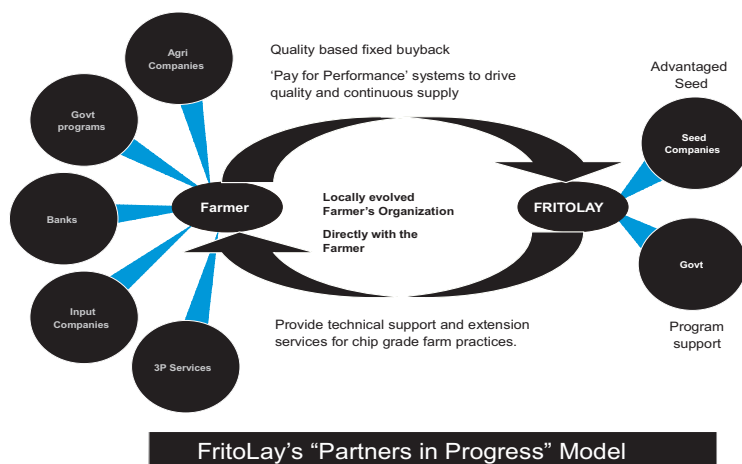 Agri
Companies
Quality based fixed buyback
'Pay for Performance' systems to drive
quality and continuous supply
Advantaged
Seed
Govt
programs
Seed
Companies
Banks
Farmer
Locally evolved
Farmer's Organization
Directly with the
Farmer
FRITOLAY
Input
Companies
Govt
3P Services
Provide technical support and extension
services for chip grade farm practices.
Program
support
FritoLay's “Partners in Progress” Model